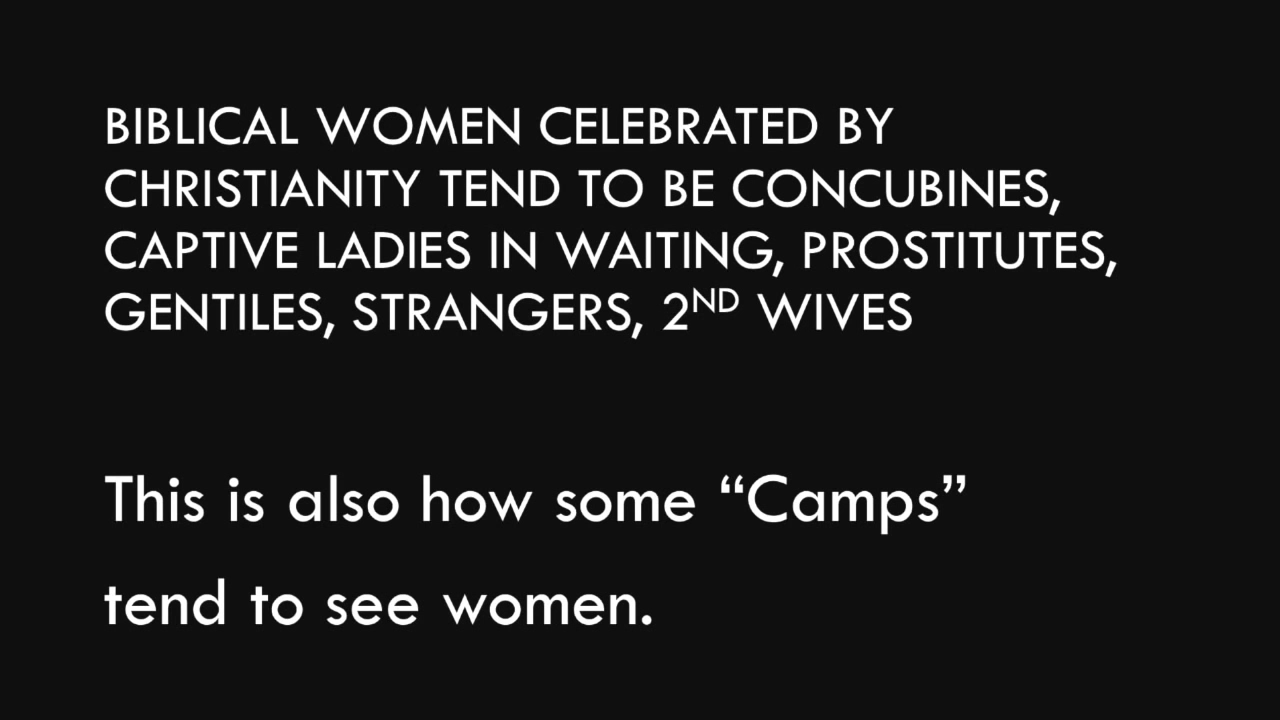 BIBLICAL WOMEN CELEBRATED BY
CHRISTIANITY TEND TO BE CONCUBINES,
CAPTIVE LADIES IN WAITING, PROSTITUTES,
GENTILES, STRANGERS, 2ND WIVES
This is also how some “Camps”
tend to see women.